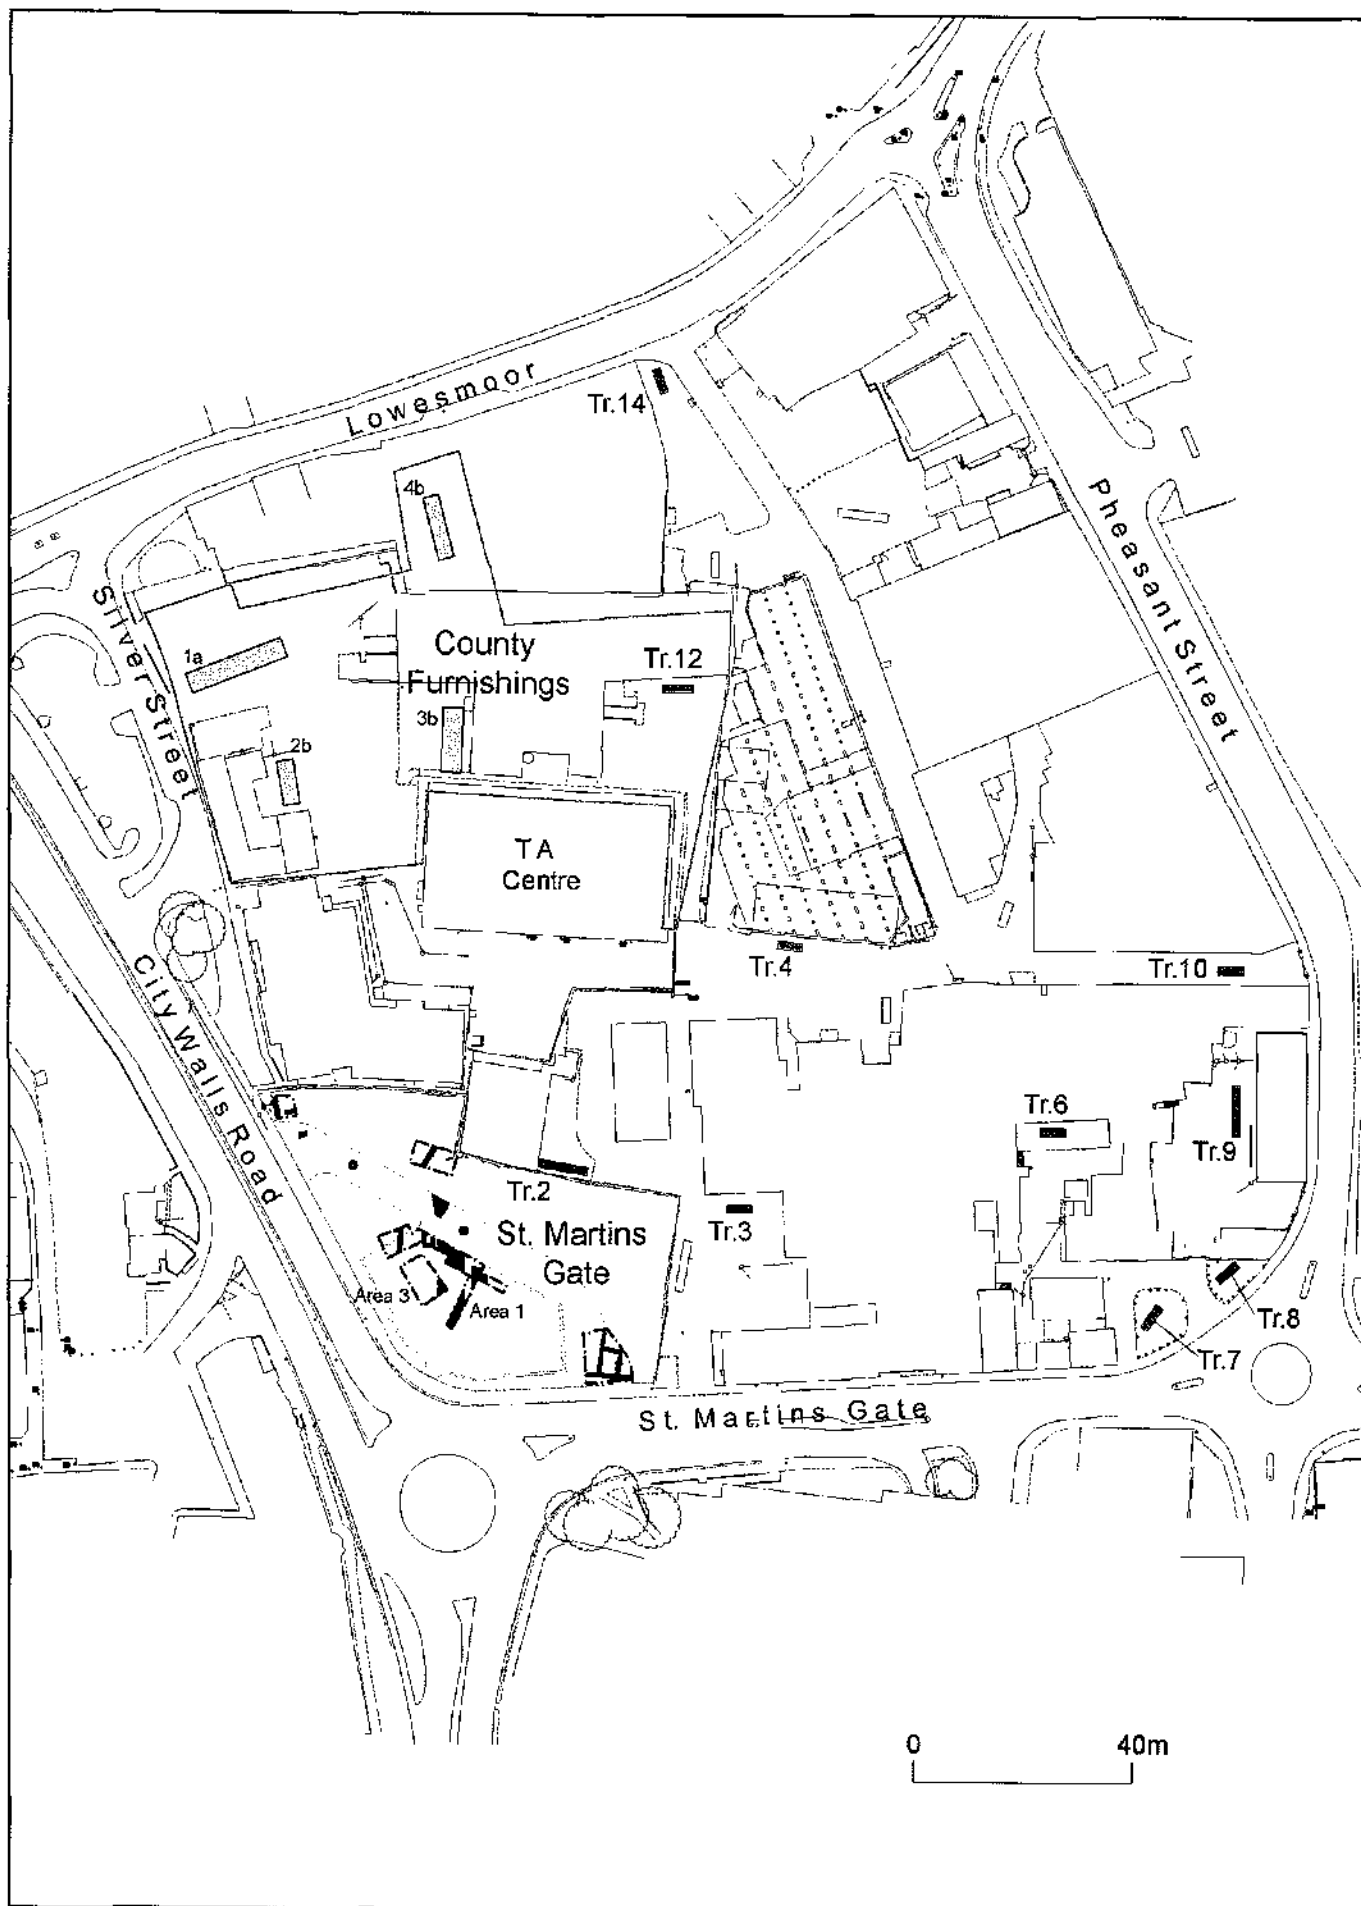 Lowesmoor
Tr.14
4b
Pheasant Street
Silver Street
1a
County
Furnishings
Tr.12
3b
2b
T A
Centre
Tr.4
Tr.10
City Walls Road
Tr.6
Tr.9
Tr.2
Tr.3
St. Martins
Gate
Area 3
Area 1
Tr.8
Tr.7
St. Martins Gate
0
40m